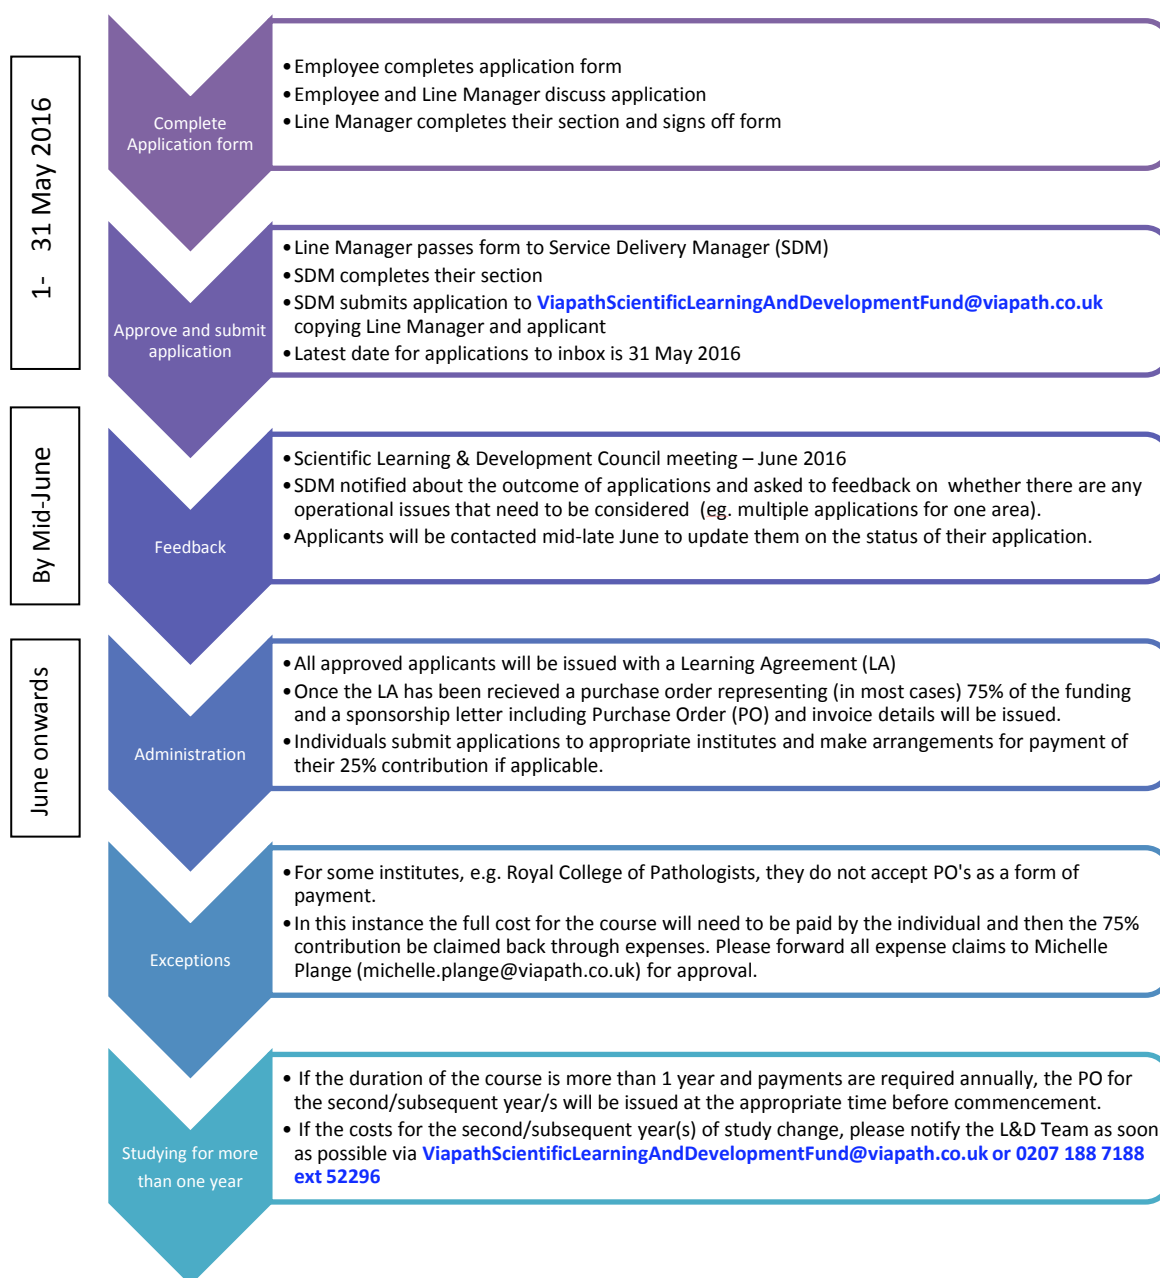 1- 31 May 2016
Complete
Application form
•Employee completes application form
•Employee and Line Manager discuss application
•Line Manager completes their section and signs off form
Approve and submit
application
•Line Manager passes form to Service Delivery Manager (SDM)
•SDM completes their section
•SDM submits application to ViapathScientificLearningAndDevelopmentFund@viapath.co.uk
copying Line Manager and applicant
•Latest date for applications to inbox is 31 May 2016
By Mid-June
Feedback
•Scientific Learning & Development Council meeting – June 2016
•SDM notified about the outcome of applications and asked to feedback on whether there are any
operational issues that need to be considered (eg. multiple applications for one area).
•Applicants will be contacted mid-late June to update them on the status of their application.
June onwards
Administration
•All approved applicants will be issued with a Learning Agreement (LA)
•Once the LA has been recieved a purchase order representing (in most cases) 75% of the funding
and a sponsorship letter including Purchase Order (PO) and invoice details will be issued.
•Individuals submit applications to appropriate institutes and make arrangements for payment of
their 25% contribution if applicable.
Exceptions
•For some institutes, e.g. Royal College of Pathologists, they do not accept PO's as a form of
payment.
•In this instance the full cost for the course will need to be paid by the individual and then the 75%
contribution be claimed back through expenses. Please forward all expense claims to Michelle
Plange (michelle.plange@viapath.co.uk) for approval.
Studying for more
than one year
• If the duration of the course is more than 1 year and payments are required annually, the PO for
the second/subsequent year/s will be issued at the appropriate time before commencement.
• If the costs for the second/subsequent year(s) of study change, please notify the L&D Team as soon
as possible via ViapathScientificLearningAndDevelopmentFund@viapath.co.uk or 0207 188 7188
ext 52296